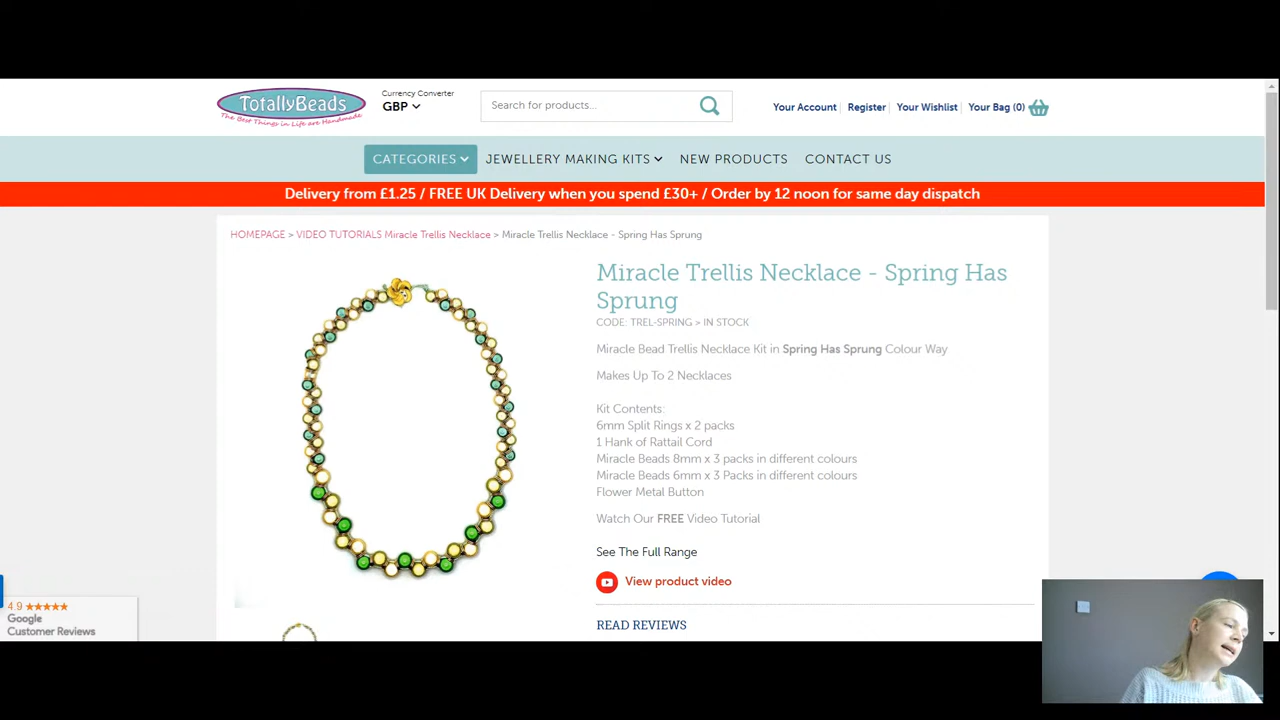 TotallyBeads
The Best Things in Life are Handmade
Currency Converter
GBP
Search for products...
Your Account
Register
Your Wishlist
Your Bag (0)
CATEGORIES
JEWELLERY MAKING KITS
NEW PRODUCTS
CONTACT US
Delivery from £1.25 / FREE UK Delivery when you spend £30+ / Order by 12 noon for same day dispatch
HOMEPAGE > VIDEO TUTORIALS Miracle Trellis Necklace > Miracle Trellis Necklace - Spring Has Sprung
Miracle Trellis Necklace - Spring Has
Sprung
CODE: TREL-SPRING > IN STOCK
Miracle Bead Trellis Necklace Kit in Spring Has Sprung Colour Way
Makes Up To 2 Necklaces
Kit Contents:
6mm Split Rings x 2 packs
1 Hank of Rattail Cord
Miracle Beads 8mm x 3 packs in different colours
Miracle Beads 6mm x 3 Packs in different colours
Flower Metal Button
Watch Our FREE Video Tutorial
See The Full Range
View product video
READ REVIEWS
4.9 ★★★★★
Google
Customer Reviews